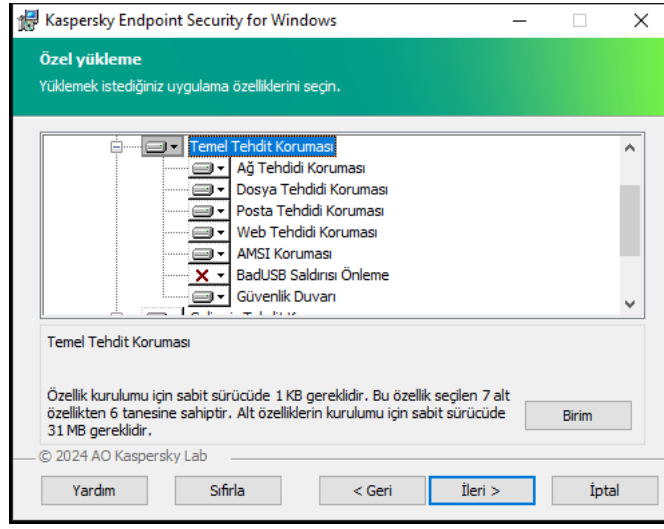 Kaspersky Endpoint Security for Windows
Özel yükleme
Yüklemek istediğiniz uygulama özelliklerini seçin.
Temel Tehdit Koruması
Ağ Tehdidi Koruması
Dosya Tehdidi Koruması
Posta Tehdidi Koruması
Web Tehdidi Koruması
AMSI Koruması
BadUSB Saldırısı Önleme
Güvenlik Duvarı
Temel Tehdit Koruması
Özellik kurulumu için sabit sürücüde 1 KB gereklidir. Bu özellik seçilen 7 alt
özellikten 6 tanesine sahiptir. Alt özelliklerin kurulumu için sabit sürücüde
31 MB gereklidir.
Birim
© 2024 AO Kaspersky Lab
Yardım
Sıfırla
< Geri
İleri >
İptal